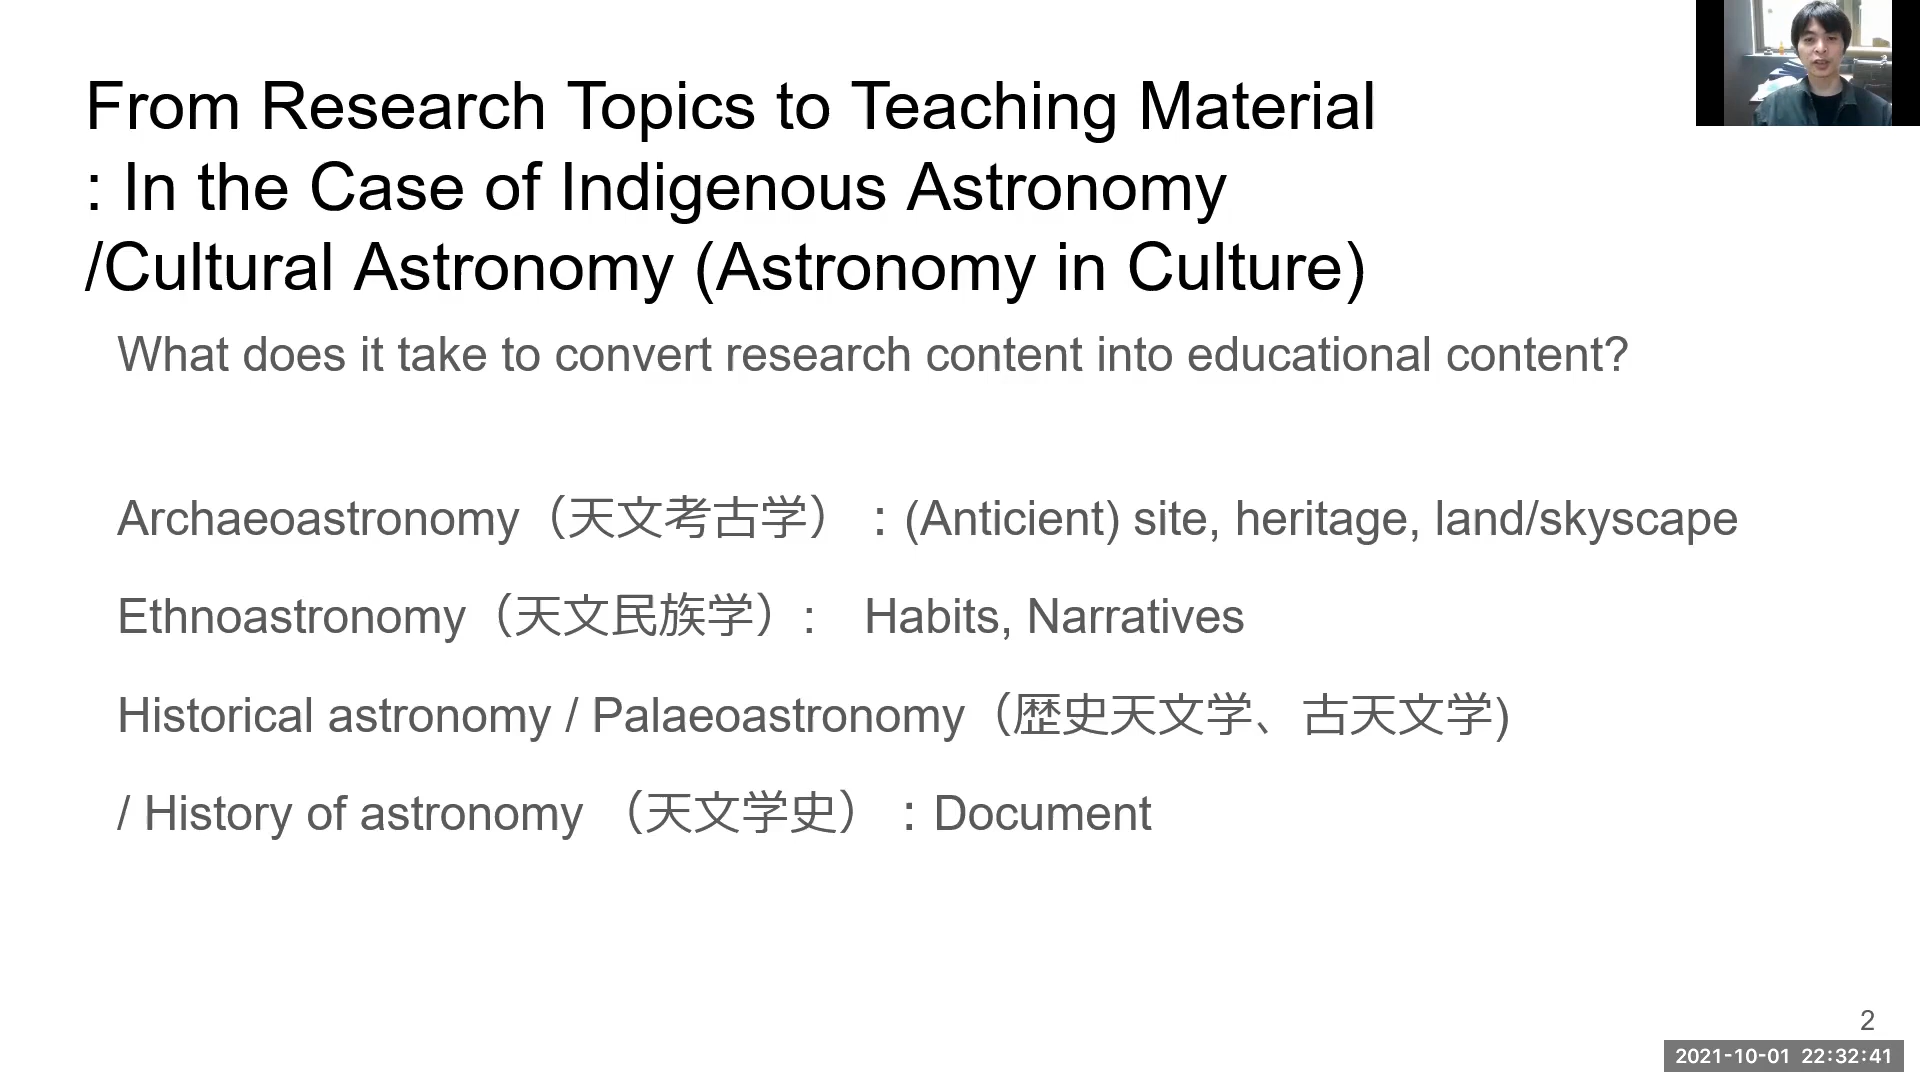 From Research Topics to Teaching Material
: In the Case of Indigenous Astronomy
/Cultural Astronomy (Astronomy in Culture)
What does it take to convert research content into educational content?
Archaeoastronomy（天文考古学）：(Anticient) site, heritage, land/skyscape
Ethnoastronomy（天文民族学）:　Habits, Narratives
Historical astronomy / Palaeoastronomy（歴史天文学、古天文学)
/ History of astronomy （天文学史）：Document
2
2021-10-01 22:32:41